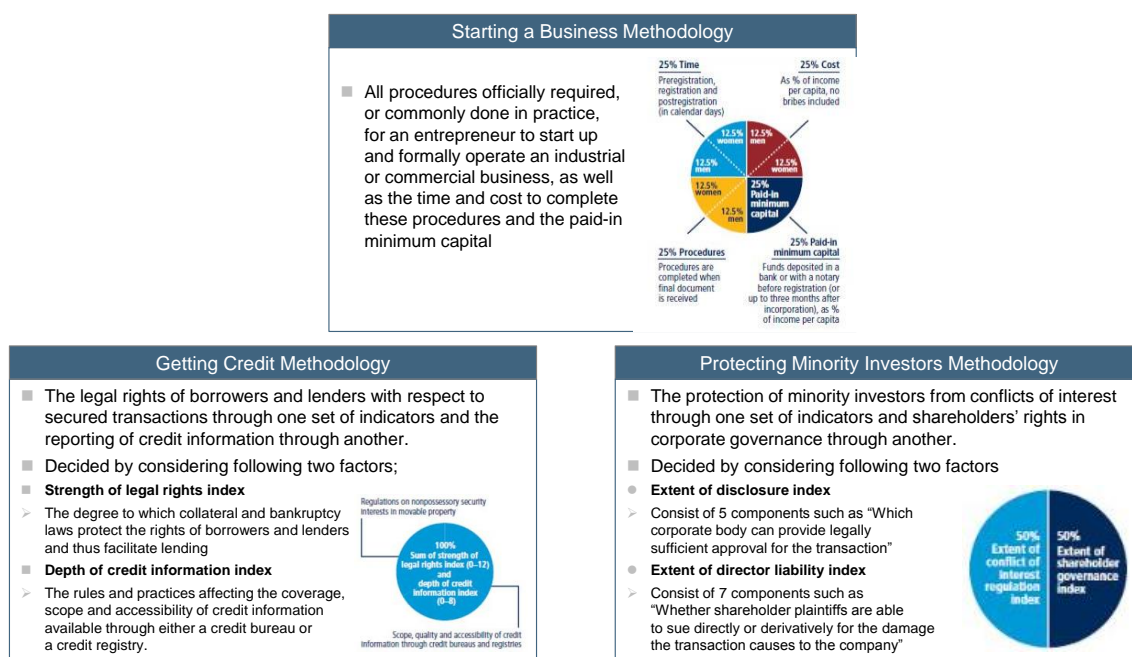 Starting a Business Methodology
All procedures officially required,
or commonly done in practice,
for an entrepreneur to start up
and formally operate an industrial
or commercial business, as well
as the time and cost to complete
these procedures and the paid-in
minimum capital
25% Time
Preregistration,
registration and
postregistration
(in calendar days)
25% Cost
As % of income
per capita, no
bribes included
12.5%
women
12.5%
men
12.5%
men
12.5%
women
12.5%
women
12.5%
men
25%
Paid-in
minimum
capital
25% Procedures
Procedures are
completed when
final document
is received
25% Paid-in
minimum capital
Funds deposited in a
bank or with a notary
before registration (or
up to three months after
incorporation), as %
of income per capita
Getting Credit Methodology
The legal rights of borrowers and lenders with respect to
secured transactions through one set of indicators and the
reporting of credit information through another.
Decided by considering following two factors;
Strength of legal rights index
The degree to which collateral and bankruptcy
laws protect the rights of borrowers and lenders
and thus facilitate lending
Depth of credit information index
The rules and practices affecting the coverage,
scope and accessibility of credit information
available through either a credit bureau or
a credit registry.
Regulations on nonpossessory security
interests in movable property
100%
Sum of strength of
legal rights index (0–12)
and
depth of credit
information index
(0–8)
Scope, quality and accessibility of credit
information through credit bureaus and registries
Protecting Minority Investors Methodology
The protection of minority investors from conflicts of interest
through one set of indicators and shareholders’ rights in
corporate governance through another.
Decided by considering following two factors
Extent of disclosure index
Consist of 5 components such as “Which
corporate body can provide legally
sufficient approval for the transaction”
Extent of director liability index
Consist of 7 components such as
“Whether shareholder plaintiffs are able
to sue directly or derivatively for the damage
the transaction causes to the company”
50%
Extent of
conflict of
interest
regulation
index
50%
Extent of
shareholder
governance
index